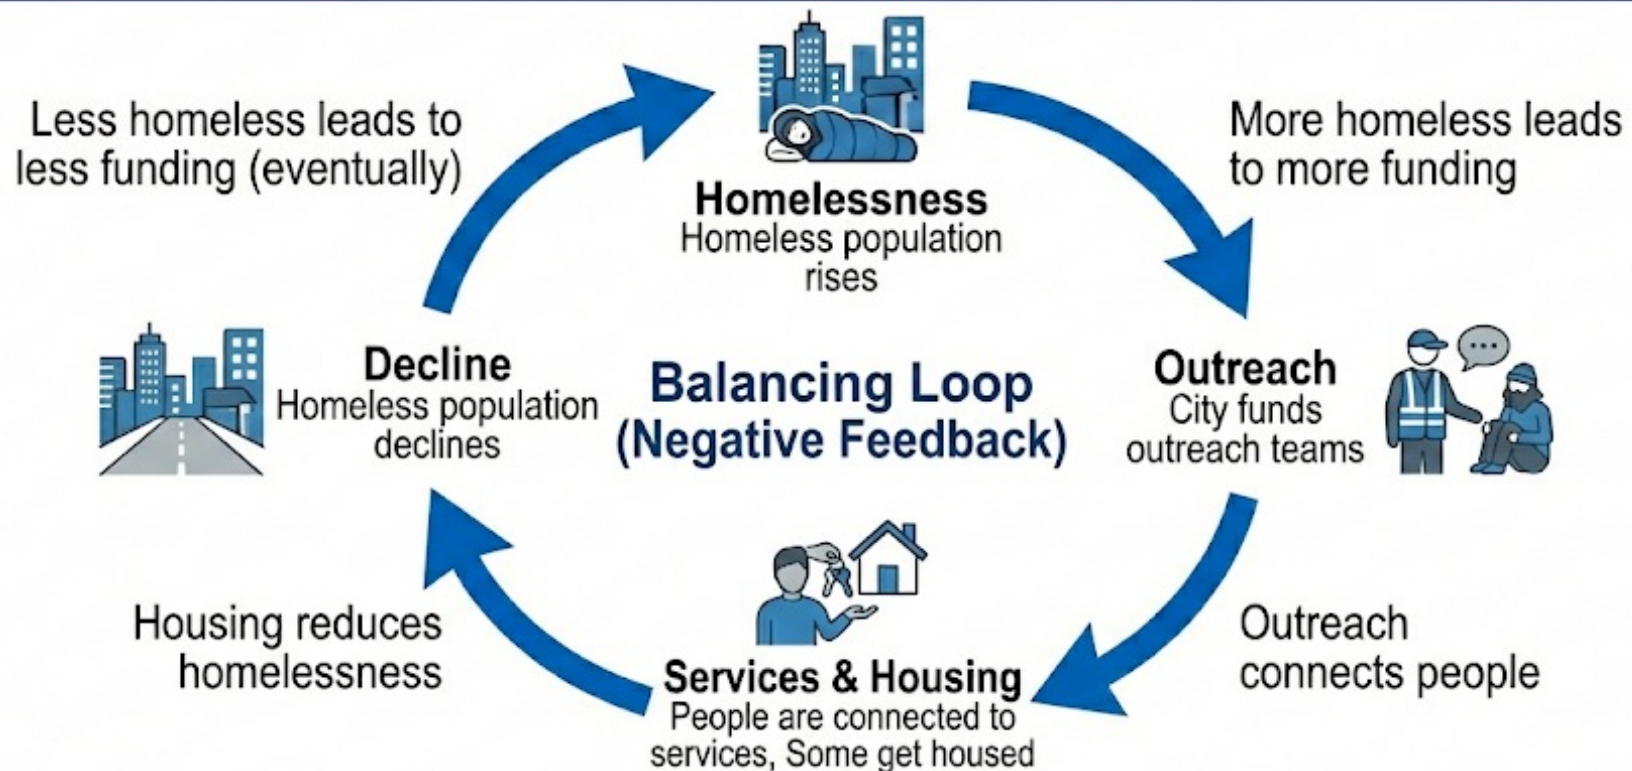 Less homeless leads to
less funding (eventually)
Homelessness
Homeless population
rises
More homeless leads
to more funding
Decline
Homeless population
declines
Balancing Loop
(Negative Feedback)
Outreach
City funds
outreach teams
Housing reduces
homelessness
Services & Housing
People are connected to
services, Some get housed
Outreach
connects people